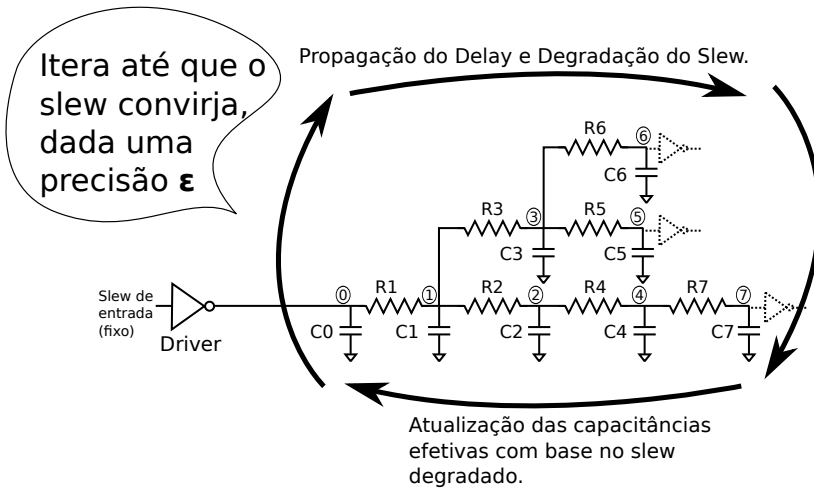 Propagação do Delay e Degradação do Slew.
Itera até que o
slew convirja,
dada uma
precisão ε
R6
⑥
C6
R3
③
R5
⑤
C3
C5
Slew de
entrada
(fixo)
Driver
⓪
R1
①
R2
②
R4
④
R7
⑦
C0
C1
C2
C4
C7
Atualização das capacitâncias
efetivas com base no slew
degradado.